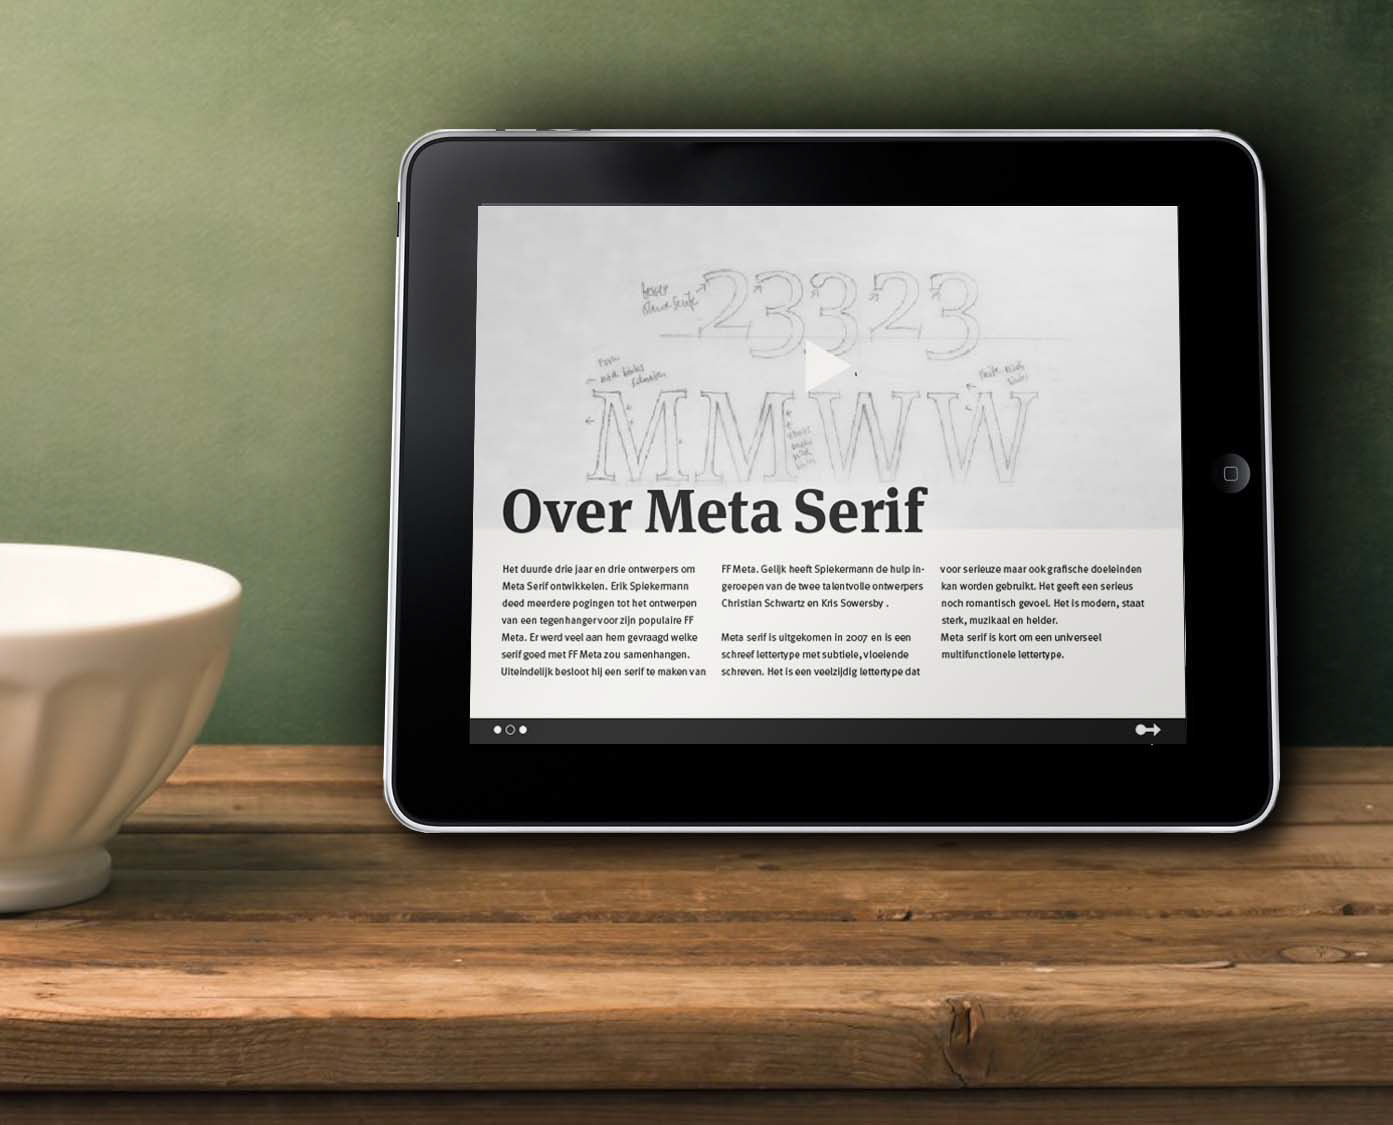 23323
MMWW
Over Meta Serif
Het duurde drie jaar en drie ontwerpers om
Meta Serif ontwikkelen. Erik Spiekermann
deed meerdere pogingen tot het ontwerpen
van een tegenhanger voor zijn populaire FF
Meta. Er werd veel aan hem gevraagd welke
serif goed met FF Meta zou samenhangen.
Uiteindelijk besloot hij een serif te maken van
FF Meta. Gelijk heeft Spiekermann de hulp in-
geroepen van de twee talentvolle ontwerpers
Christian Schwartz en Kris Sowersby .
Meta serif is uitgekomen in 2007 en is een
schreef lettertype met subtiele, vloeiende
schreven. Het is een veelzijdig lettertype dat
voor serieuze maar ook grafische doeleinden
kan worden gebruikt. Het geeft een serieus
noch romantisch gevoel. Het is modern, staat
sterk, muzikaal en helder.
Meta serif is kort om een universeel
multifunctionele lettertype.